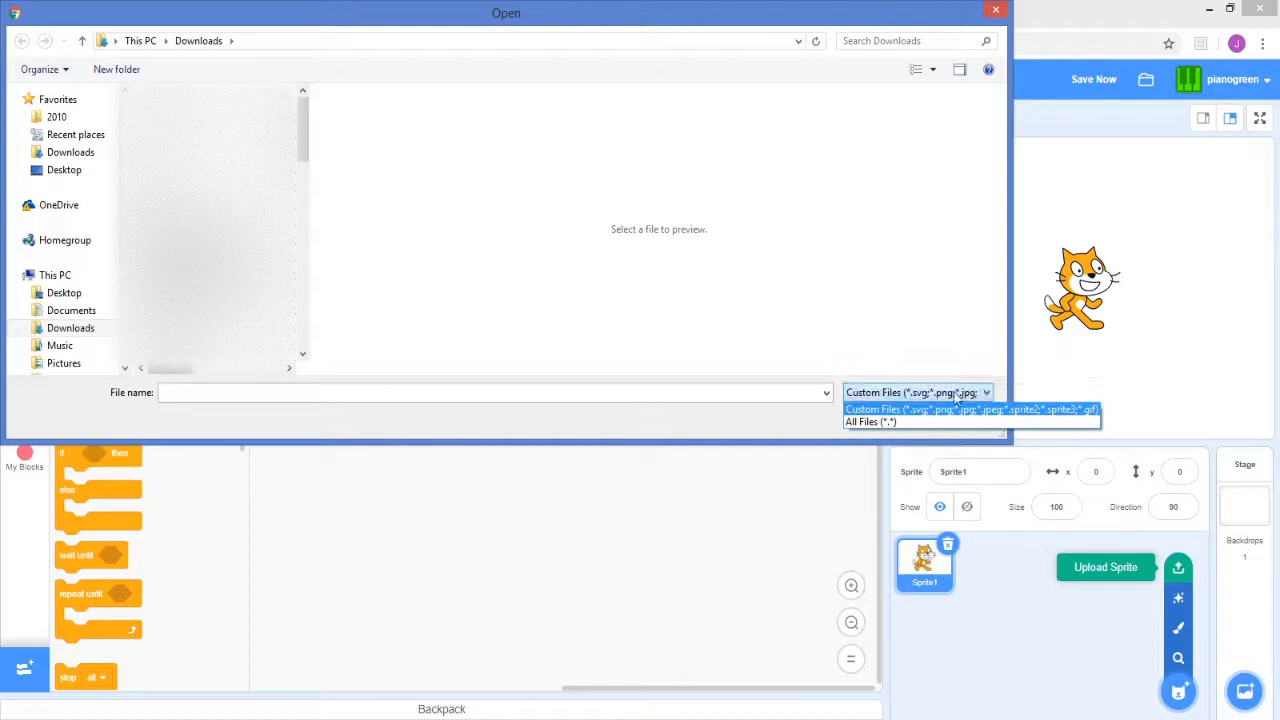 Open
This PC
Downloads
Search Downloads
Organize
New folder
Favorites
2010
Recent places
Downloads
Desktop
OneDrive
Homegroup
This PC
Desktop
Documents
Downloads
Music
Pictures
Select a file to preview.
File name:
Custom Files (*.svg;*.png;*.jpg;
Custom Files (*.svg;*.png;*.jpg;*.jpeg;*.sprite2;*.sprite3;*.gif)
All Files (*.*)
J
Save Now
pianogreen
My Blocks
if then
else
wait until
repeat until
stop all
Backpack
Sprite
Sprite1
x
0
y
0
Show
Size
100
Direction
90
Sprite1
Upload Sprite
Stage
Backdrops
1